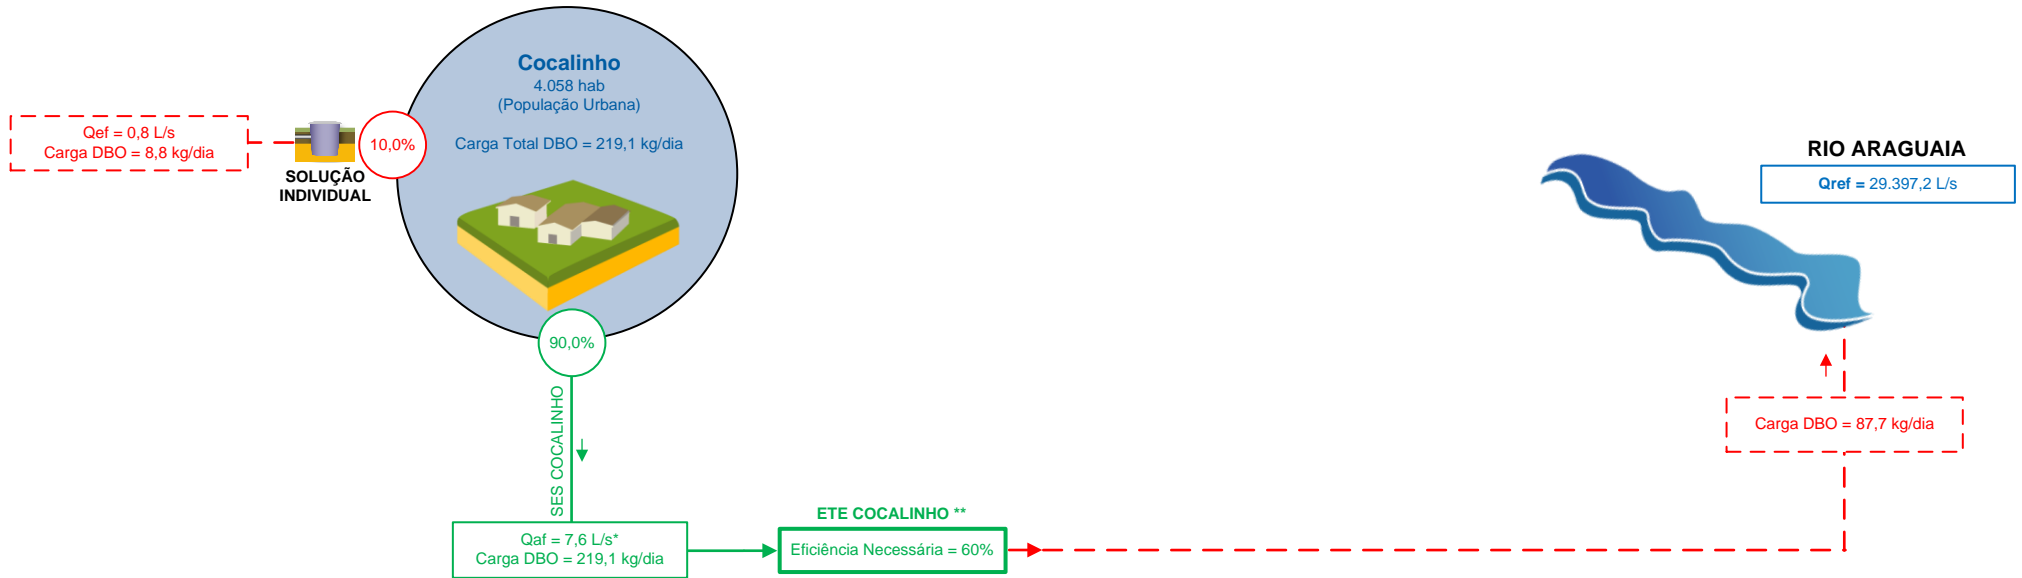 Cocalinho
4.058 hab
(População Urbana)
Carga Total DBO = 219,1 kg/dia
Qef = 0,8 L/s
Carga DBO = 8,8 kg/dia
10,0%
SOLUÇÃO
INDIVIDUAL
RIO ARAGUAIA
Qref = 29.397,2 L/s
90,0%
SES COCALINHO
Carga DBO = 87,7 kg/dia
ETE COCALINHO **
Qaf = 7,6 L/s*
Carga DBO = 219,1 kg/dia
Eficiência Necessária = 60%